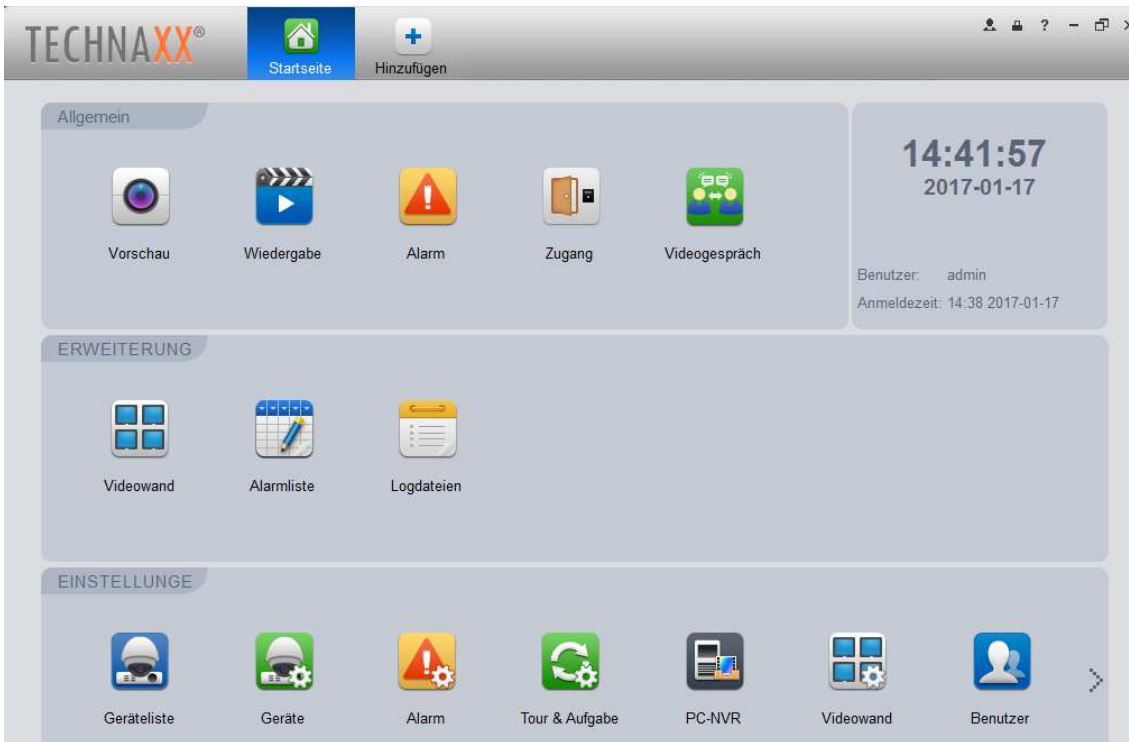 TECHNAXX®
Startseite
Hinzufügen
?
Allgemein
Vorschau
Wiedergabe
Alarm
Zugang
Videogespräch
14:41:57
2017-01-17
Benutzer: admin
Anmeldezeit: 14:38 2017-01-17
ERWEITERUNG
Videowand
Alarmliste
Logdateien
EINSTELLUNGE
Geräteliste
Geräte
Alarm
Tour & Aufgabe
PC-NVR
Videowand
Benutzer